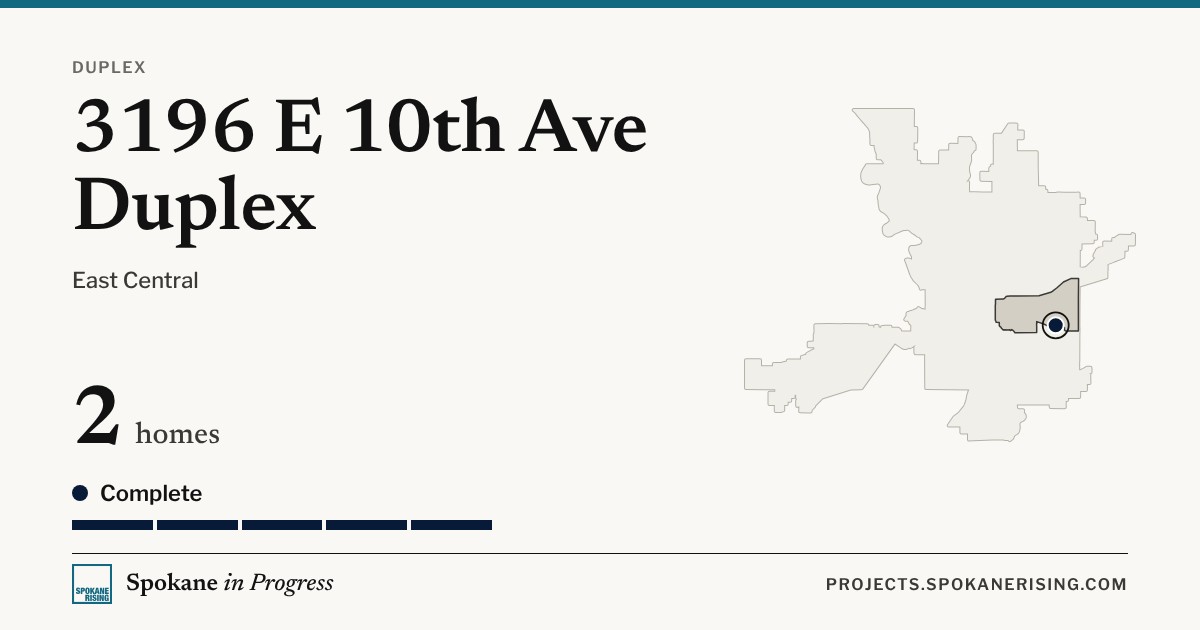 DUPLEX
3196 E 10th Ave
Duplex
East Central
2 homes
Complete
SPOKANE
RISING
Spokane in Progress
PROJECTS.SPOKANERISING.COM